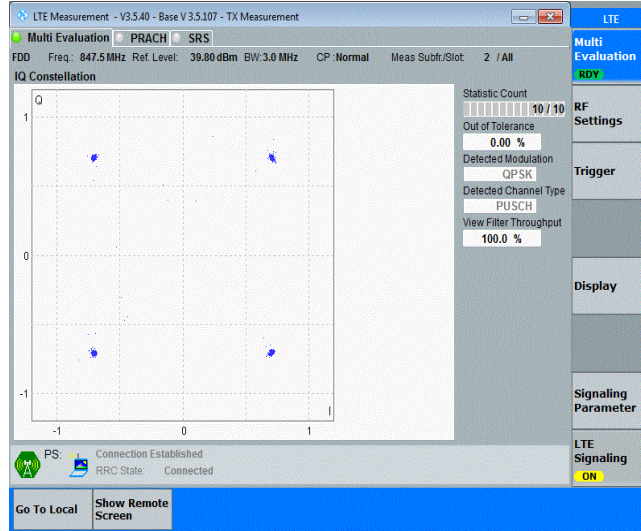 LTE Measurement - V3.5.40 - Base V 3.5.107 - TX Measurement
LTE
Multi Evaluation PRACH SRS
Multi
Evaluation
RDY
FDD Freq.: 847.5 MHz Ref. Level: 39.80 dBm BW: 3.0 MHz CP : Normal Meas Subfr./Slot: 2 / All
IQ Constellation
Q
1
0
-1
-1
0
1
I
Statistic Count
10 / 10
Out of Tolerance
0.00 %
Detected Modulation
QPSK
Detected Channel Type
PUSCH
View Filter Throughput
100.0 %
RF
Settings
Trigger
Display
Signaling
Parameter
LTE
Signaling
ON
PS: Connection Established
RRC State: Connected
Go To Local
Show Remote
Screen